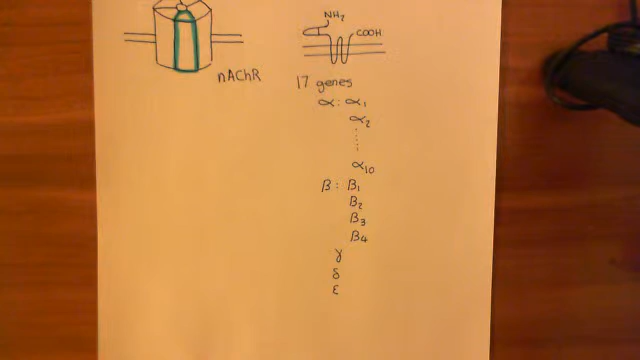 NH₂
COOH
nAChR
17 genes
α: α₁
α₂
⋮
α₁₀
β: β₁
β₂
β₃
β₄
γ
δ
ε